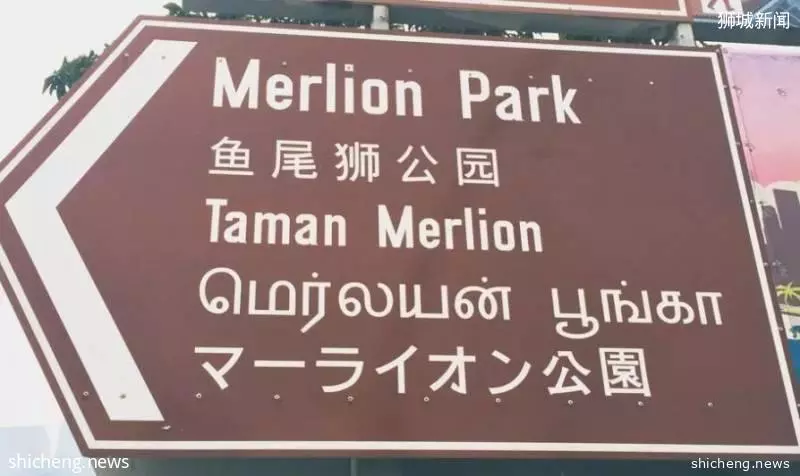 狮城新闻
Merlion Park
鱼尾狮公园
Taman Merlion
மெர்லயன் பூங்கா
マーライオン公園
shicheng.news
shicheng.news